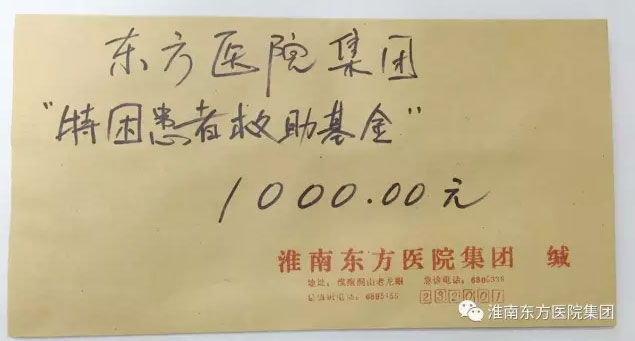 东方医院集团
“特困患者救助基金”
1000.00元
淮南东方医院集团 缄
232001
淮南东方医院集团